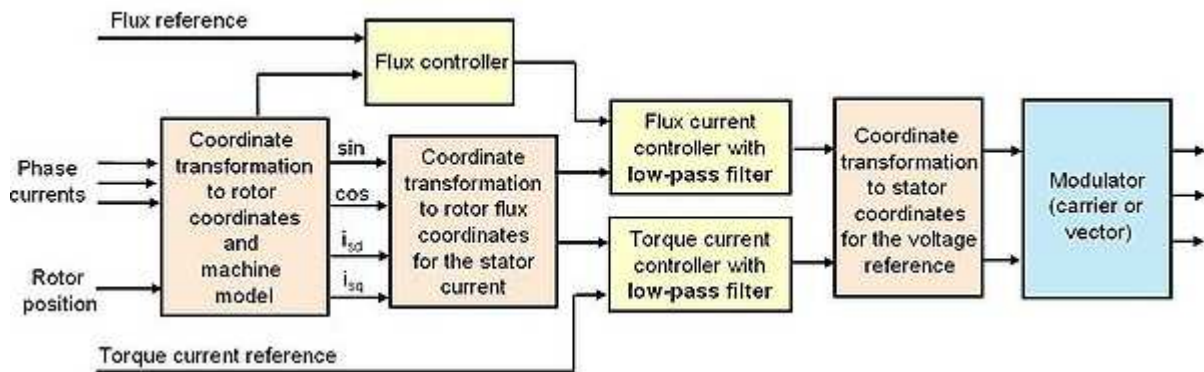 Flux reference
Flux controller
Phase
currents
Rotor
position
Coordinate
transformation
to rotor
coordinates
and
machine
model
sin
cos
isd
isq
Coordinate
transformation
to rotor flux
coordinates
for the stator
current
Flux current
controller with
low-pass filter
Torque current
controller with
low-pass filter
Coordinate
transformation
to stator
coordinates
for the voltage
reference
Modulator
(carrier or
vector)
Torque current reference